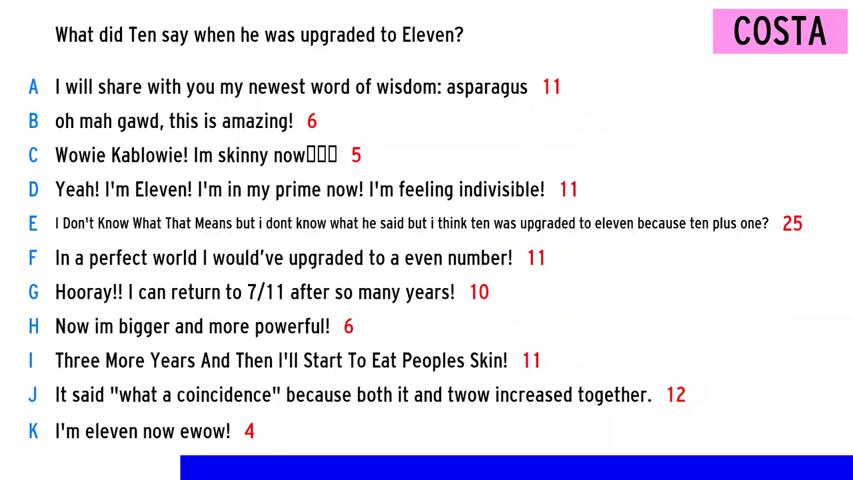 What did Ten say when he was upgraded to Eleven?
COSTA
A I will share with you my newest word of wisdom: asparagus 11
B oh mah gawd, this is amazing! 6
C Wowie Kablowie! Im skinny now▯▯▯ 5
D Yeah! I'm Eleven! I'm in my prime now! I'm feeling indivisible! 11
E I Don't Know What That Means but i dont know what he said but i think ten was upgraded to eleven because ten plus one? 25
F In a perfect world I would’ve upgraded to a even number! 11
G Hooray!! I can return to 7/11 after so many years! 10
H Now im bigger and more powerful! 6
I Three More Years And Then I'll Start To Eat Peoples Skin! 11
J It said "what a coincidence" because both it and twow increased together. 12
K I'm eleven now ewow! 4